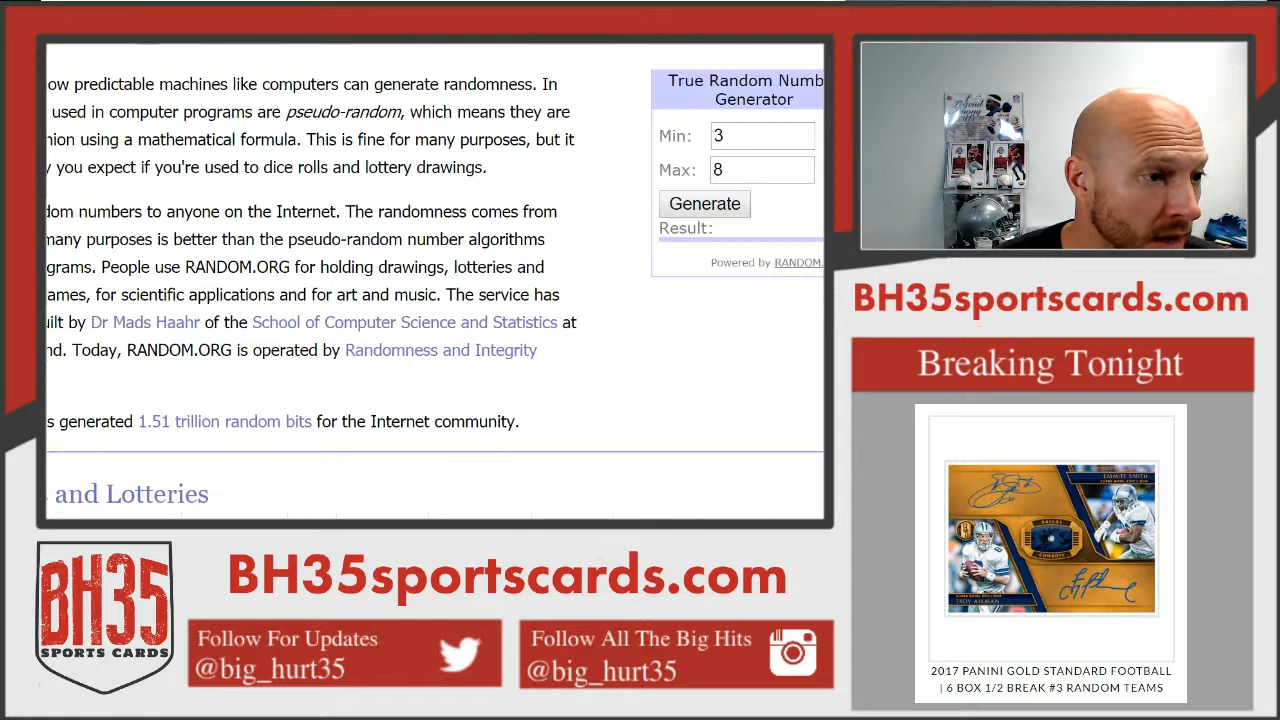 ow predictable machines like computers can generate randomness. In
used in computer programs are pseudo-random, which means they are
nion using a mathematical formula. This is fine for many purposes, but it
y you expect if you're used to dice rolls and lottery drawings.
dom numbers to anyone on the Internet. The randomness comes from
many purposes is better than the pseudo-random number algorithms
grams. People use RANDOM.ORG for holding drawings, lotteries and
ames, for scientific applications and for art and music. The service has
uilt by Dr Mads Haahr of the School of Computer Science and Statistics at
nd. Today, RANDOM.ORG is operated by Randomness and Integrity
s generated 1.51 trillion random bits for the Internet community.
and Lotteries
True Random Numb
Generator
Min: 3
Max: 8
Generate
Result:
Powered by RANDOM.
BH35sportscards.com
Breaking Tonight
EMMITT SMITH
DALLAS
COWBOYS
TROY AIKMAN
2017 PANINI GOLD STANDARD FOOTBALL
| 6 BOX 1/2 BREAK #3 RANDOM TEAMS
BH35
SPORTS CARDS
BH35sportscards.com
Follow For Updates
@big_hurt35
Follow All The Big Hits
@big_hurt35